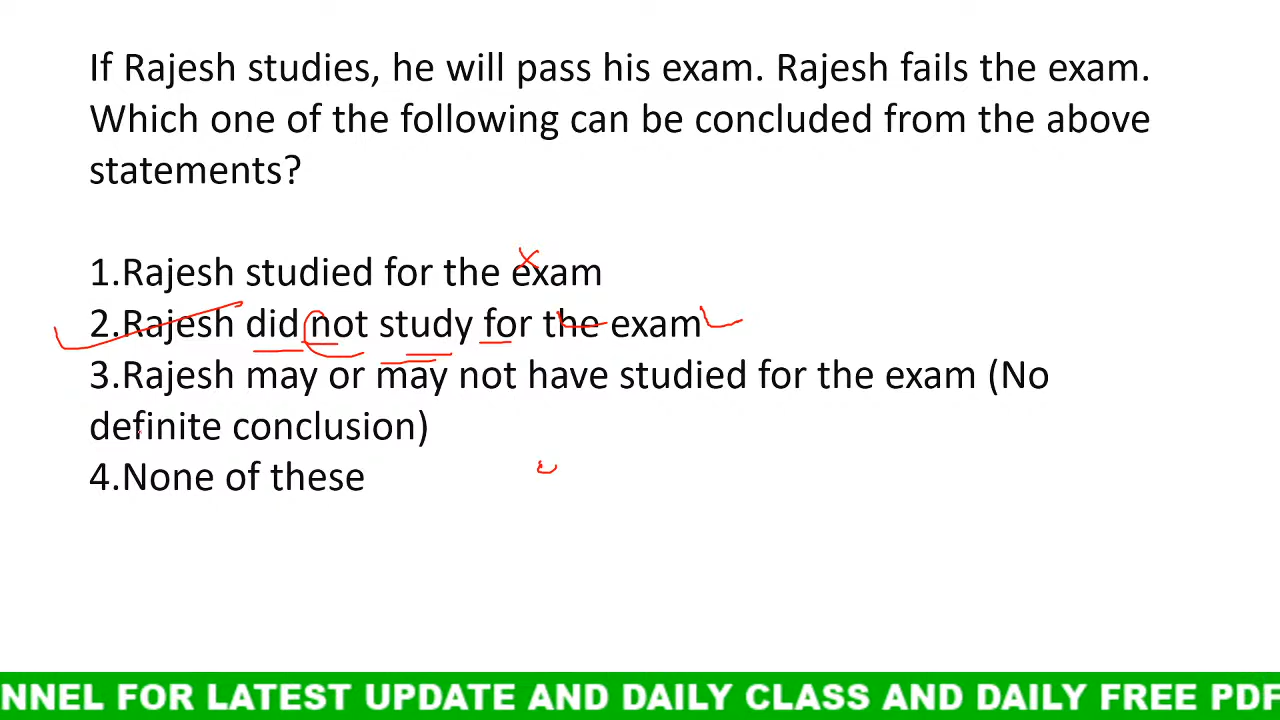 If Rajesh studies, he will pass his exam. Rajesh fails the exam.
Which one of the following can be concluded from the above
statements?
1.Rajesh studied for the exam
2.Rajesh did not study for the exam
3.Rajesh may or may not have studied for the exam (No
definite conclusion)
4.None of these
NNEL FOR LATEST UPDATE AND DAILY CLASS AND DAILY FREE PDF